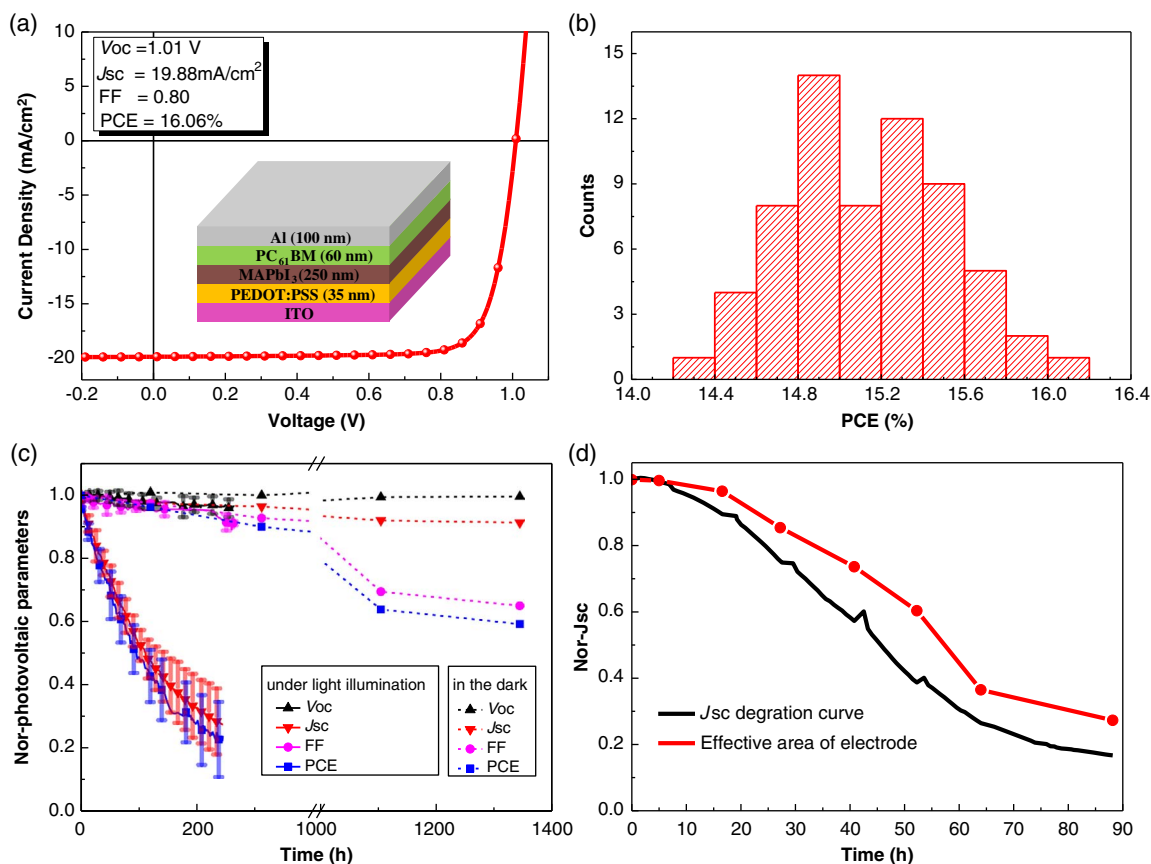 (a)
10
5
0
-5
-10
-15
-20
-0.2
0.0
0.2
0.4
0.6
0.8
1.0
Voltage (V)
Current Density (mA/cm²)
Voc =1.01 V
Jsc = 19.88mA/cm²
FF = 0.80
PCE = 16.06%
Al (100 nm)
PC₆₁BM (60 nm)
MAPbI₃(250 nm)
PEDOT:PSS (35 nm)
ITO
(b)
15
12
9
6
3
0
14.0
14.4
14.8
15.2
15.6
16.0
16.4
PCE (%)
Counts
(c)
1.0
0.8
0.6
0.4
0.2
0.0
0
200
1000
1200
1400
Time (h)
Nor-photovoltaic parameters
under light illumination
Voc
Jsc
FF
PCE
in the dark
Voc
Jsc
FF
PCE
(d)
1.0
0.8
0.6
0.4
0.2
0.0
0
10
20
30
40
50
60
70
80
90
Time (h)
Nor-Jsc
Jsc degration curve
Effective area of electrode